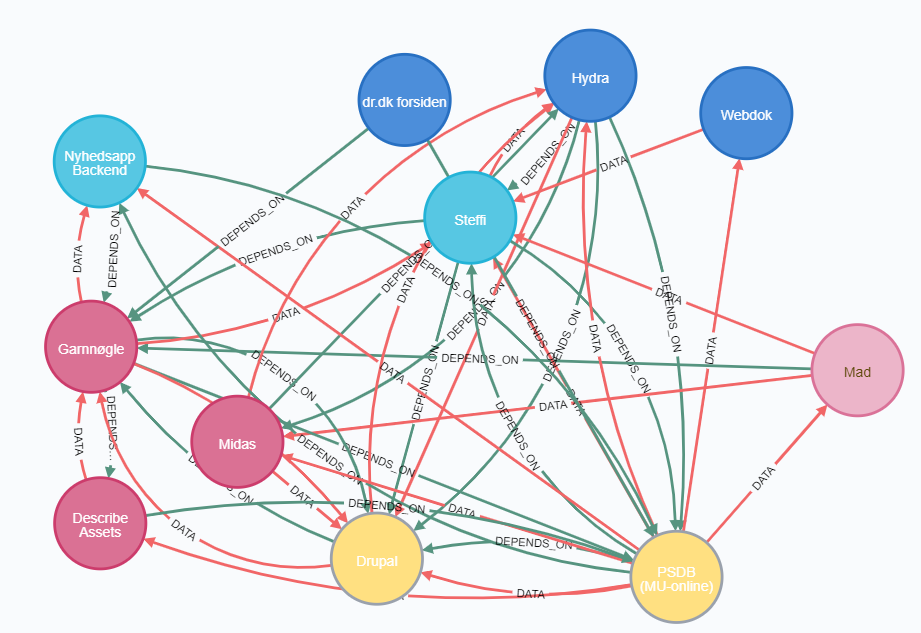 Hydra
dr.dk forsiden
Webdok
Nyhedsapp
Backend
Steffi
Garnnøgle
Mad
Midas
Describe
Assets
Drupal
PSDB
(MU-online)
DATA
DEPENDS_ON
DATA
DATA
DEPENDS_ON
DEPENDS_ON
DEPENDS_ON
DATA
DATA
DEPENDS_ON
DATA
DATA
DATA
DEPENDS_ON
DEPENDS_ON
DEPENDS_ON
DATA
DEPENDS_ON
DEPENDS_ON
DATA
DEPENDS_ON
DEPENDS_ON
DATA
DEPENDS_ON
DATA
DATA
DATA
DEPENDS...
DEPENDS_ON
DEPENDS_ON
DEPENDS_ON
DATA
DATA
DEPENDS_ON
DATA
DATA
DEPENDS_ON
DATA